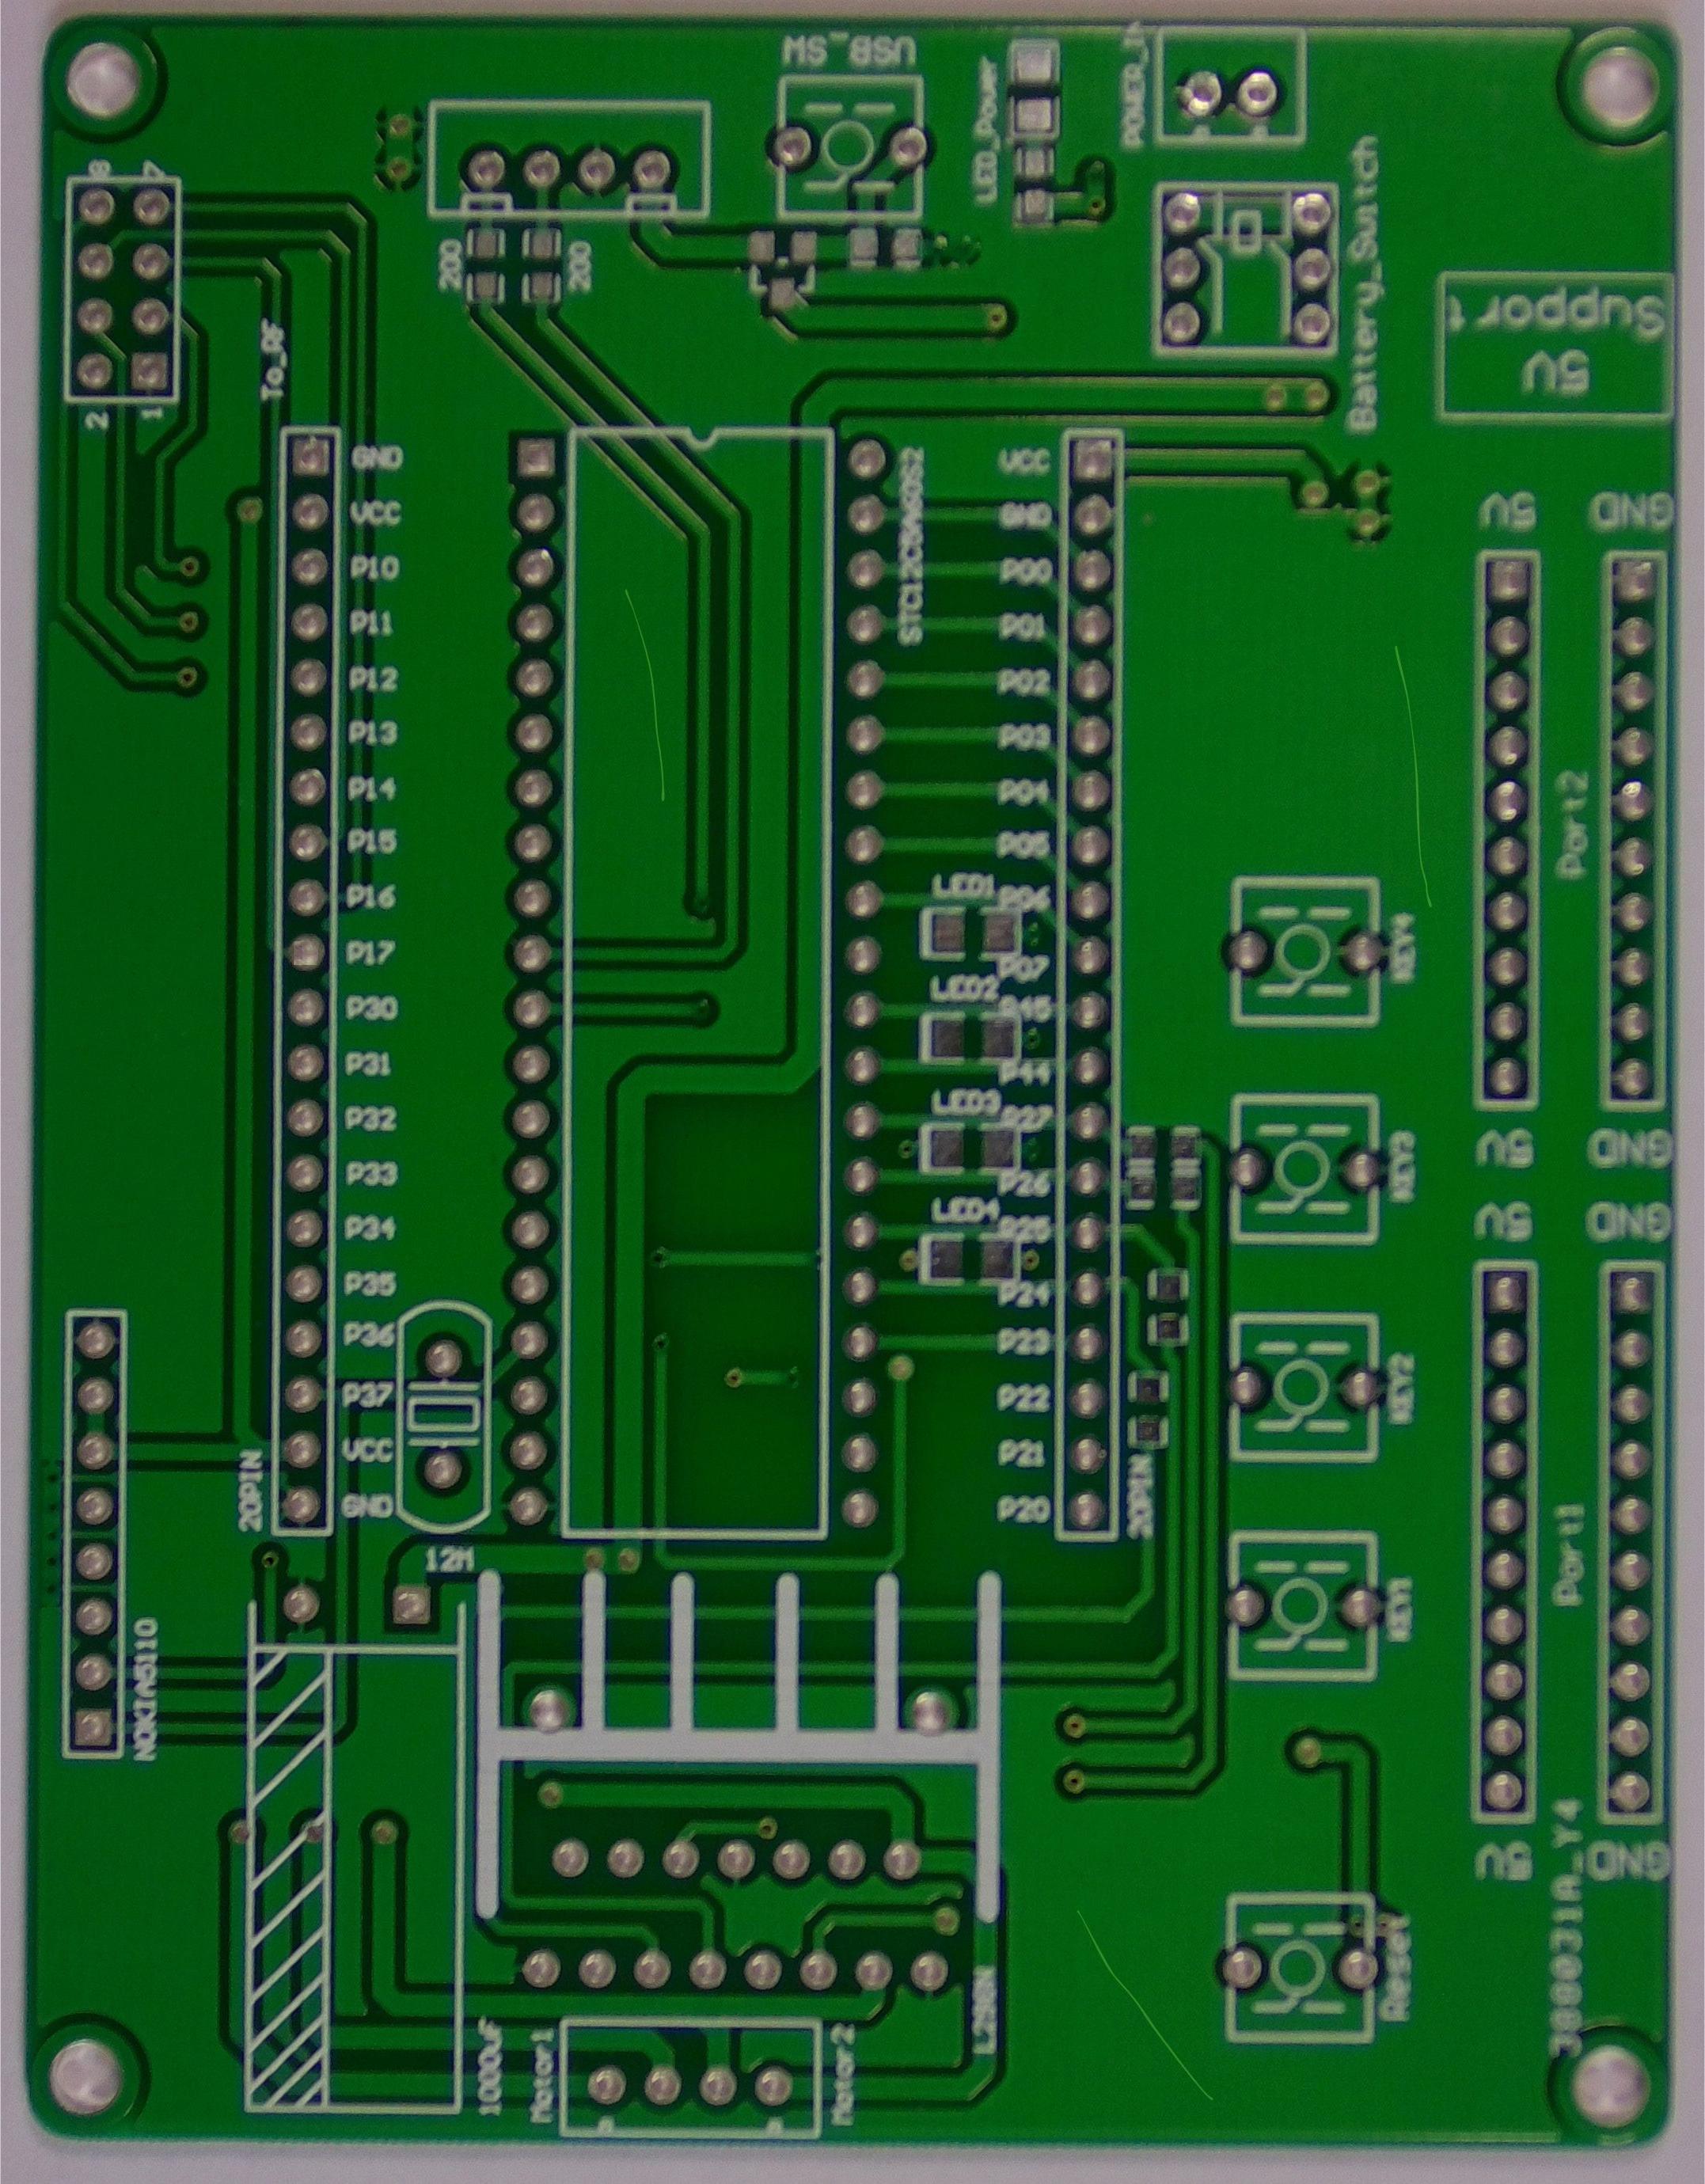 USB_SW
LED_Power
POWER_IN
8
7
200
200
Battery_Switch
Support
5V
To_RF
2
1
GND
VCC
P10
P11
P12
P13
P14
P15
P16
P17
P30
P31
P32
P33
P34
P35
P36
P37
VCC
GND
20PIN
12M
VCC
GND
P00
P01
P02
P03
P04
P05
P06
P07
P45
P44
P27
P26
P25
P24
P23
P22
P21
P20
20PIN
LED1
LED2
LED3
LED4
5V
GND
Port2
5V
GND
5V
GND
Port1
5V
GND
KEY4
KEY3
KEY2
KEY1
Reset
NOKIA5110
1000uF
Motor1
Motor2
L298N